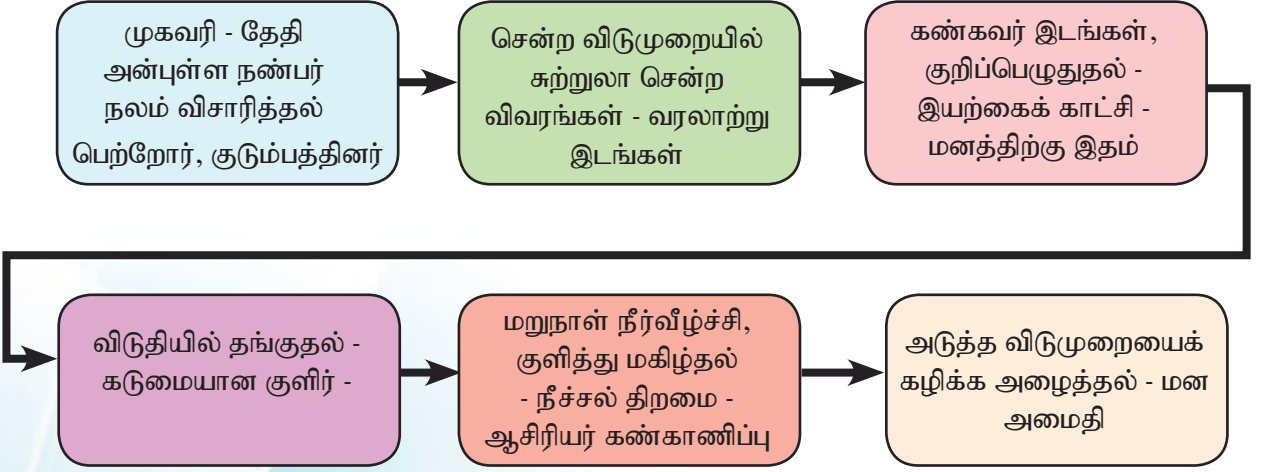 முகவரி - தேதி
அன்புள்ள நண்பர்
நலம் விசாரித்தல்
பெற்றோர், குடும்பத்தினர்
சென்ற விடுமுறையில்
சுற்றுலா சென்ற
விவரங்கள் - வரலாற்று
இடங்கள்
கண்கவர் இடங்கள்,
குறிப்பெழுதுதல் -
இயற்கைக் காட்சி -
மனத்திற்கு இதம்
விடுதியில் தங்குதல் -
கடுமையான குளிர் -
மறுநாள் நீர்வீழ்ச்சி,
குளித்து மகிழ்தல்
- நீச்சல் திறமை -
ஆசிரியர் கண்காணிப்பு
அடுத்த விடுமுறையைக்
கழிக்க அழைத்தல் - மன
அமைதி